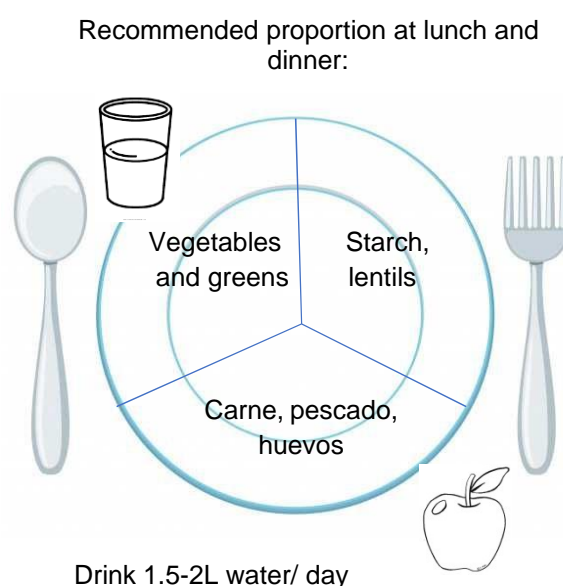 Recommended proportion at lunch and
dinner:
Vegetables
and greens
Starch,
lentils
Carne, pescado,
huevos
Drink 1.5-2L water/ day